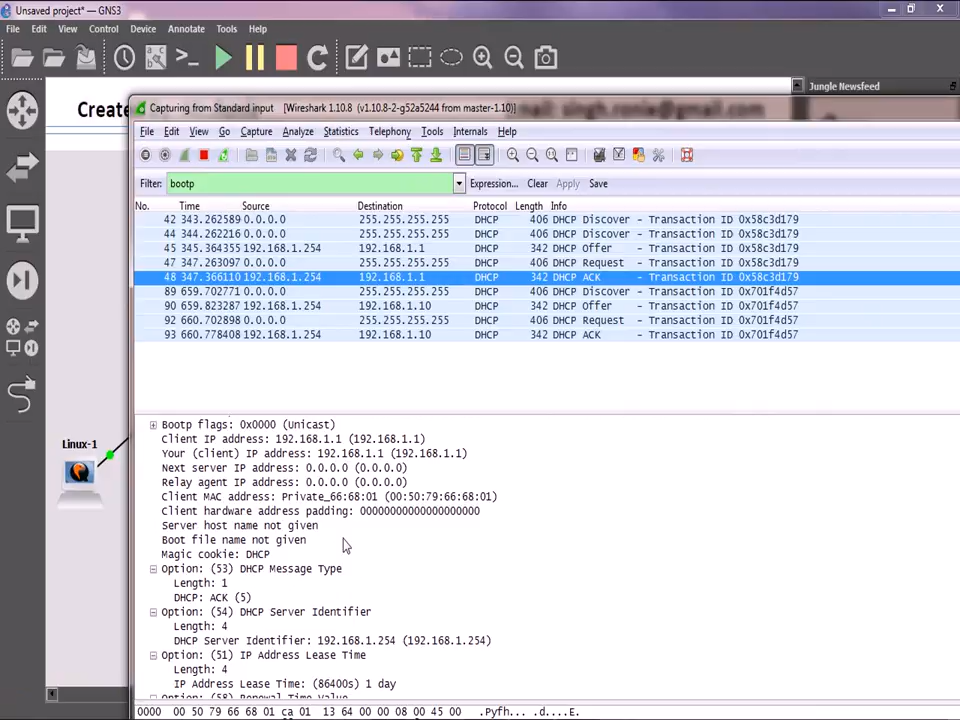 Unsaved project* — GNS3
File Edit View Control Device Annotate Tools Help
Create
nail: singh.ronie@gmail.com
Jungle Newsfeed
Capturing from Standard input [Wireshark 1.10.8 (v1.10.8-2-g52a5244 from master-1.10)]
File Edit View Go Capture Analyze Statistics Telephony Tools Internals Help
Filter: bootp Expression... Clear Apply Save
No. Time Source Destination Protocol Length Info
42 343.262589 0.0.0.0 255.255.255.255 DHCP 406 DHCP Discover - Transaction ID 0x58c3d179
44 344.262216 0.0.0.0 255.255.255.255 DHCP 406 DHCP Discover - Transaction ID 0x58c3d179
45 345.364355 192.168.1.254 192.168.1.1 DHCP 342 DHCP Offer - Transaction ID 0x58c3d179
47 347.263097 0.0.0.0 255.255.255.255 DHCP 406 DHCP Request - Transaction ID 0x58c3d179
48 347.366110 192.168.1.254 192.168.1.1 DHCP 342 DHCP ACK - Transaction ID 0x58c3d179
89 659.702771 0.0.0.0 255.255.255.255 DHCP 406 DHCP Discover - Transaction ID 0x701f4d57
90 659.823287 192.168.1.254 192.168.1.10 DHCP 342 DHCP Offer - Transaction ID 0x701f4d57
92 660.702898 0.0.0.0 255.255.255.255 DHCP 406 DHCP Request - Transaction ID 0x701f4d57
93 660.778408 192.168.1.254 192.168.1.10 DHCP 342 DHCP ACK - Transaction ID 0x701f4d57
Bootp flags: 0x0000 (Unicast)
Client IP address: 192.168.1.1 (192.168.1.1)
Your (client) IP address: 192.168.1.1 (192.168.1.1)
Linux-1
Next server IP address: 0.0.0.0 (0.0.0.0)
Relay agent IP address: 0.0.0.0 (0.0.0.0)
Client MAC address: Private_66:68:01 (00:50:79:66:68:01)
Client hardware address padding: 00000000000000000000
Server host name not given
Boot file name not given
Magic cookie: DHCP
Option: (53) DHCP Message Type
Length: 1
DHCP: ACK (5)
Option: (54) DHCP Server Identifier
Length: 4
DHCP Server Identifier: 192.168.1.254 (192.168.1.254)
Option: (51) IP Address Lease Time
Length: 4
IP Address Lease Time: (86400s) 1 day
Option: (58) Renewal Time Value
0000 00 50 79 66 68 01 ca 01 13 64 00 00 08 00 45 00 .Pyfh... .d....E.